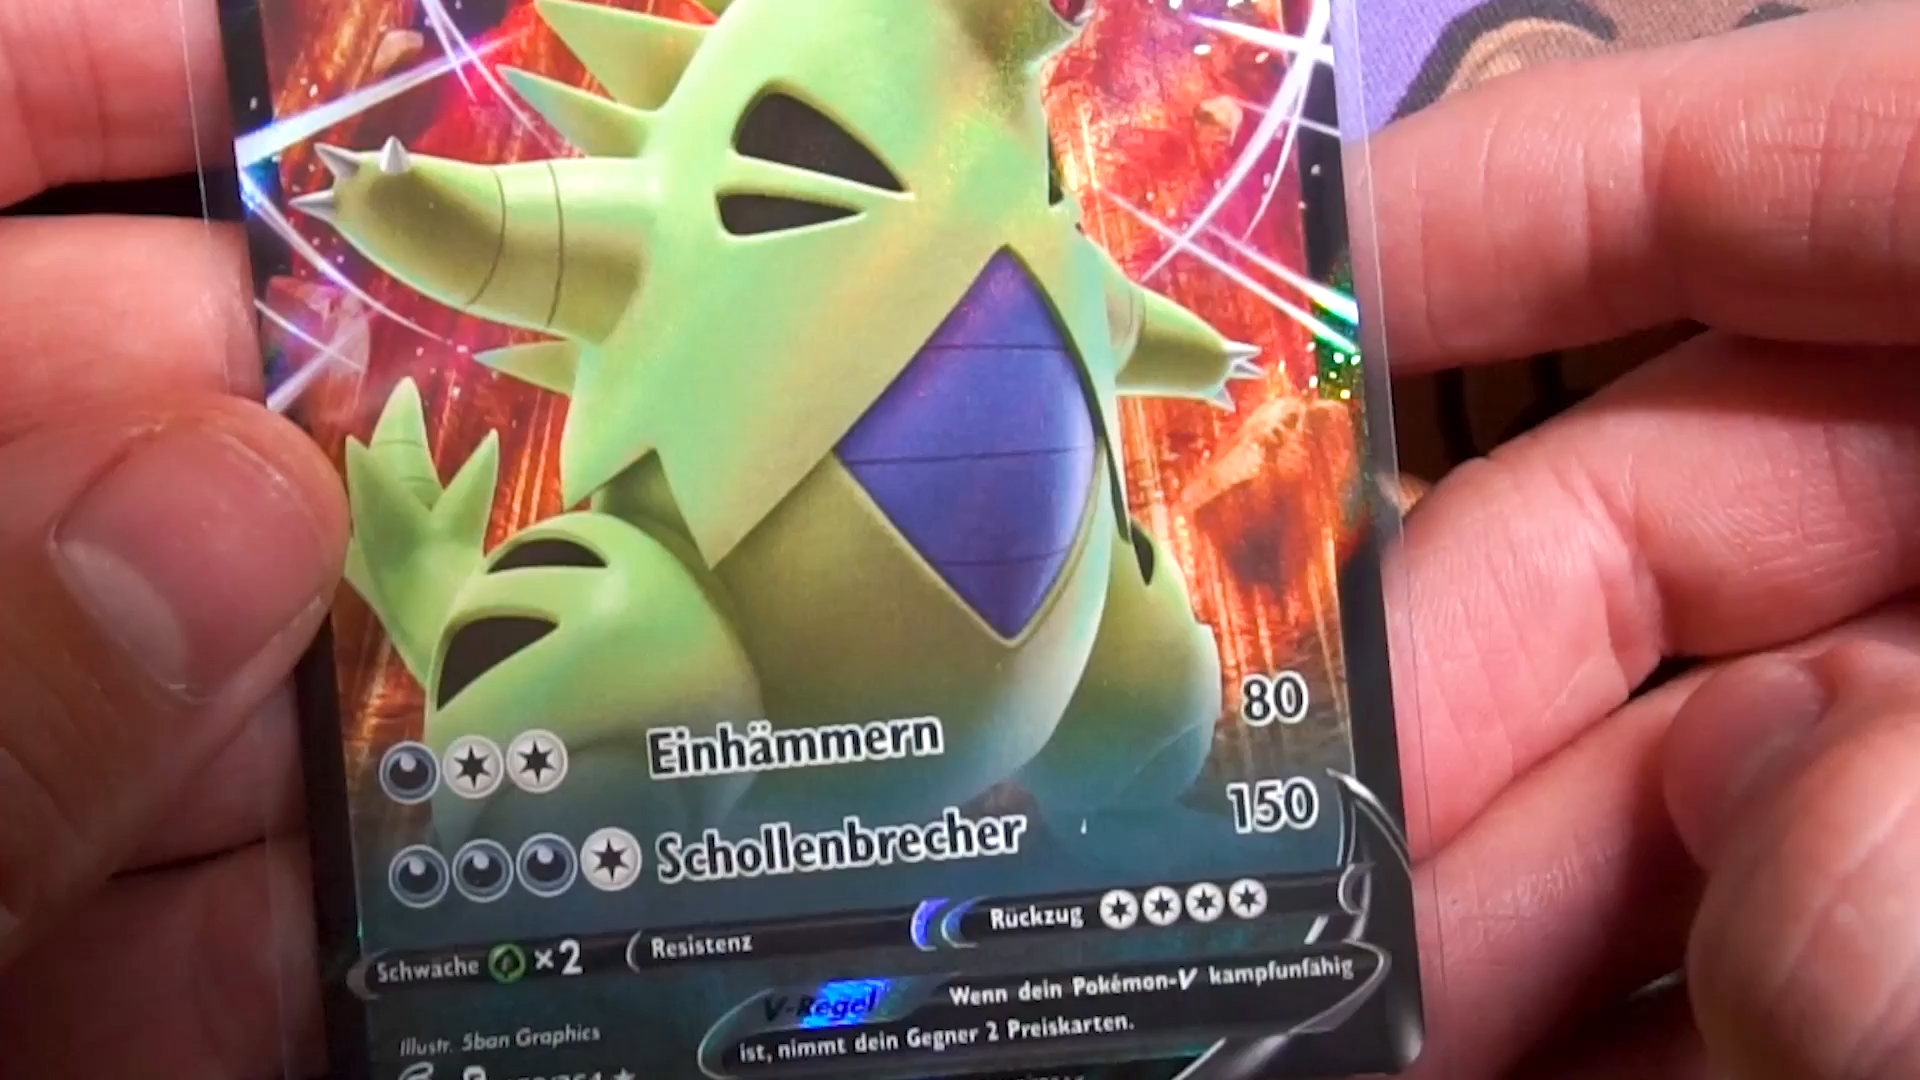 Einhämmern 80
Schollenbrecher 150
Schwäche ×2 Resistenz Rückzug
V-Regel Wenn dein Pokémon-V kampfunfähig
ist, nimmt dein Gegner 2 Preiskarten.
Illustr. 5ban Graphics